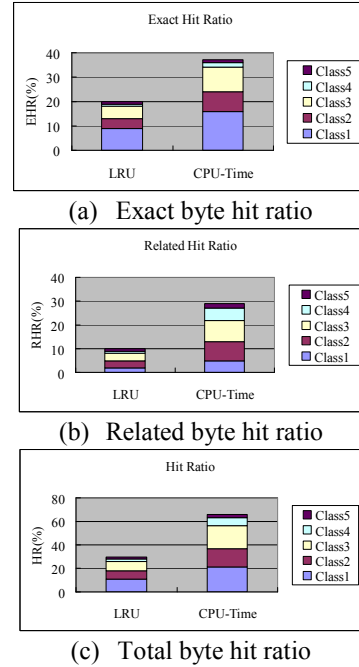 Exact Hit Ratio
EHR(%)
40
30
20
10
0
LRU
CPU-Time
Class5
Class4
Class3
Class2
Class1
(a) Exact byte hit ratio
Related Hit Ratio
RHR(%)
40
30
20
10
0
LRU
CPU-Time
Class5
Class4
Class3
Class2
Class1
(b) Related byte hit ratio
Hit Ratio
HR(%)
80
60
40
20
0
LRU
CPU-Time
Class5
Class4
Class3
Class2
Class1
(c) Total byte hit ratio